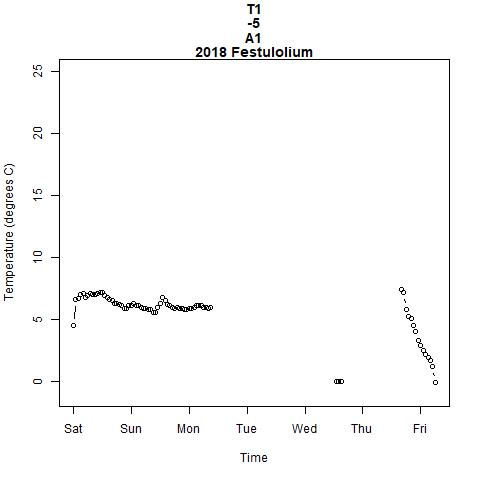 T1
-5
A1
2018 Festulolium
25
20
15
10
5
0
Temperature (degrees C)
Sat Sun Mon Tue Wed Thu Fri
Time